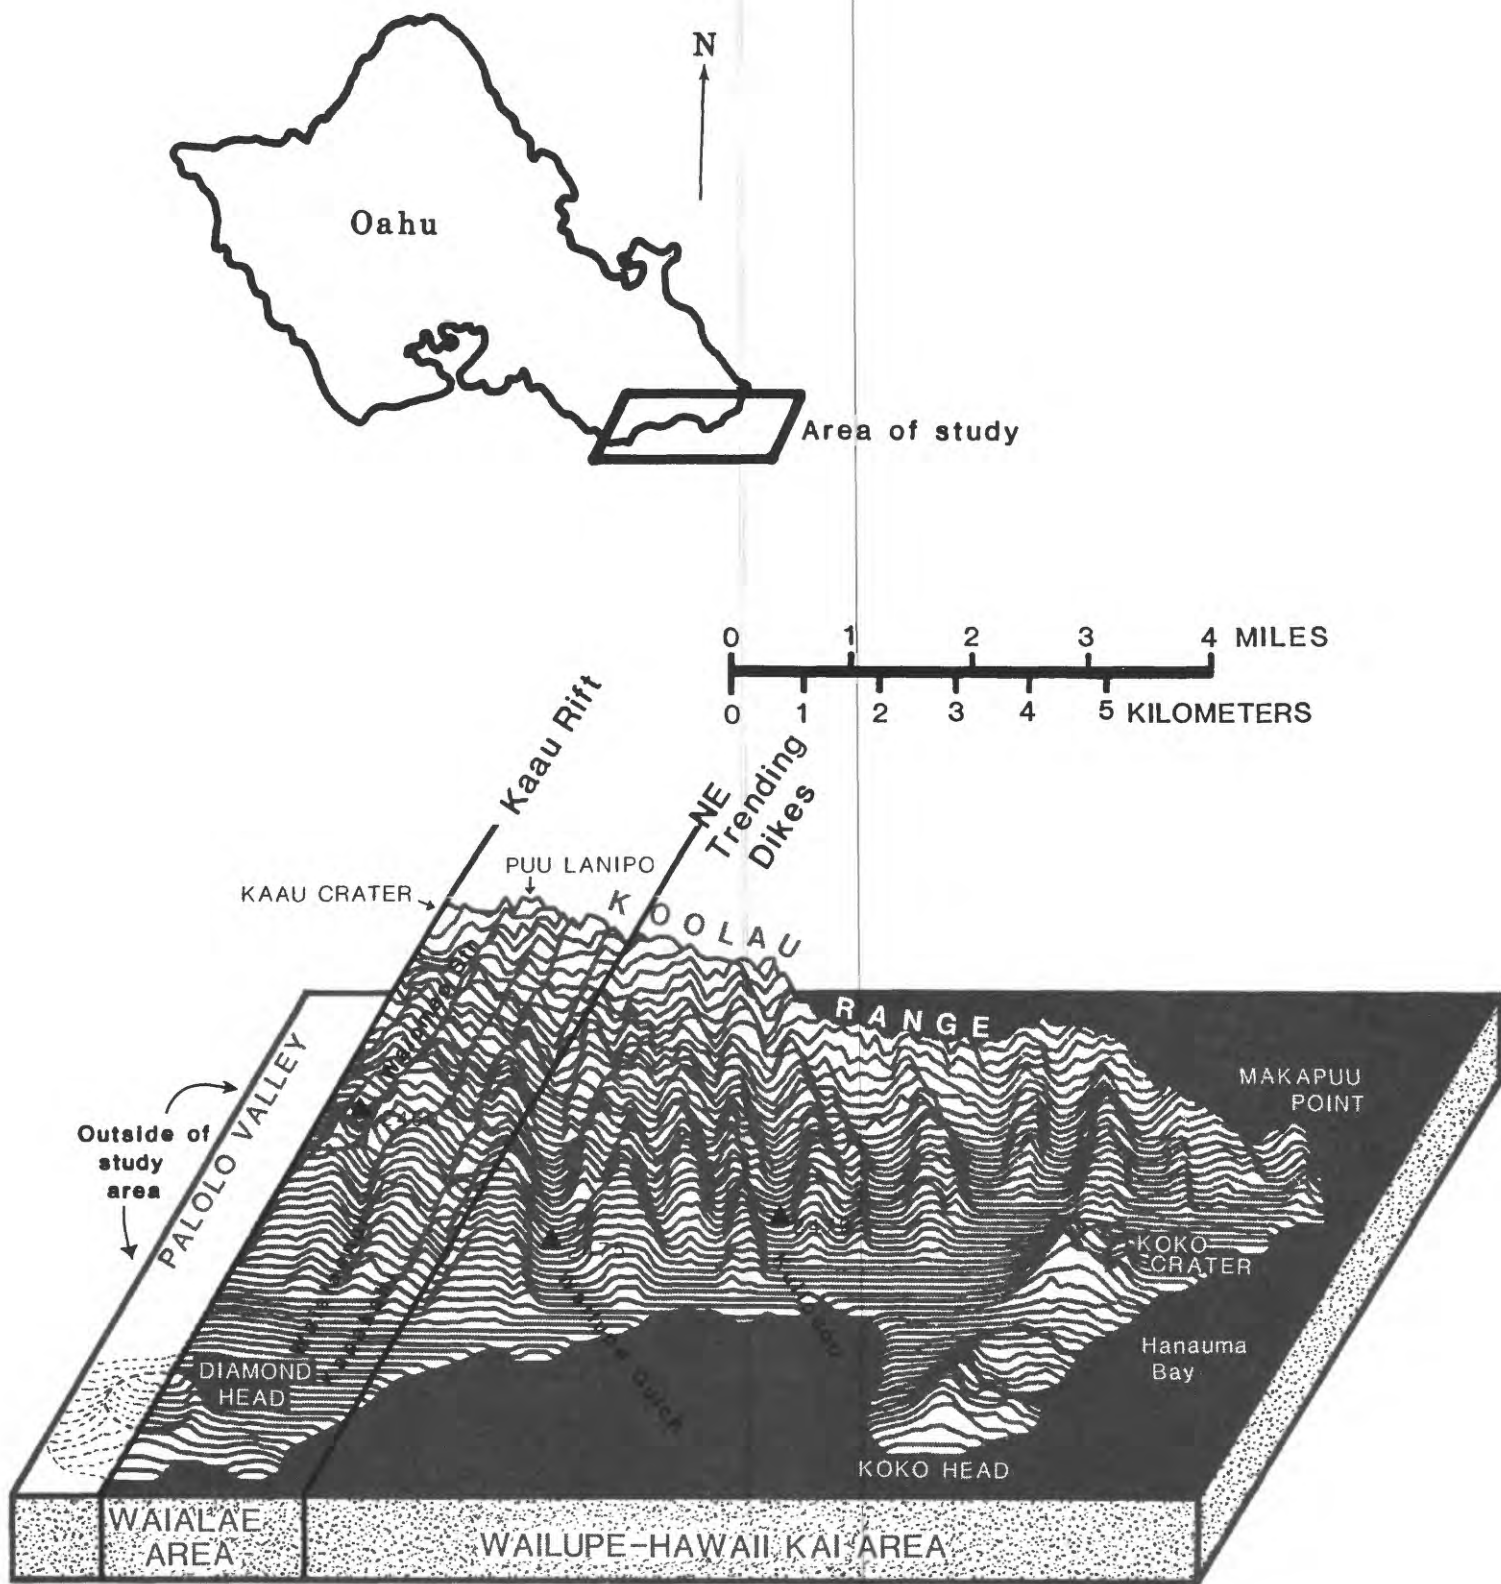 N
Oahu
Area of study
0 1 2 3 4 MILES
0 1 2 3 4 5 KILOMETERS
Kaau Rift
NE
Trending
Dikes
PUU LANIPO
KAAU CRATER
KOOLAU
RANGE
MAKAPUU
POINT
Outside of
study
area
PALOLO VALLEY
KOKO
CRATER
Hanauma
Bay
DIAMOND
HEAD
Gulch
KOKO HEAD
WAIALAE
AREA
WAILUPE-HAWAII KAI AREA